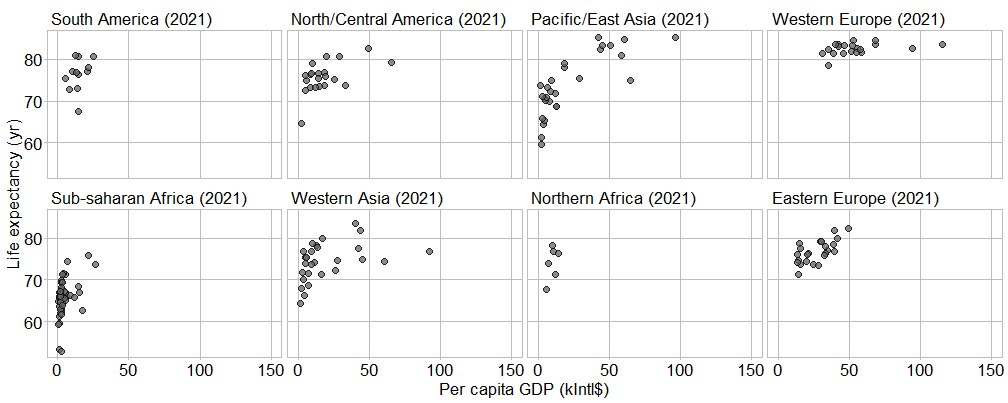 South America (2021)
North/Central America (2021)
Pacific/East Asia (2021)
Western Europe (2021)
80
70
60
Sub-saharan Africa (2021)
Western Asia (2021)
Northern Africa (2021)
Eastern Europe (2021)
80
70
60
Life expectancy (yr)
0 50 100 150 0 50 100 150 0 50 100 150 0 50 100 150
Per capita GDP (kIntl$)